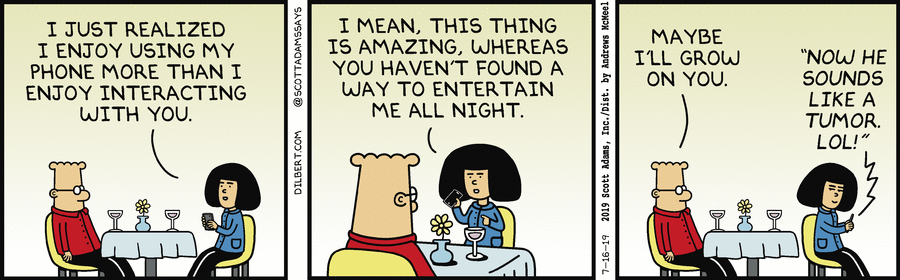 I JUST REALIZED
I ENJOY USING MY
PHONE MORE THAN I
ENJOY INTERACTING
WITH YOU.
DILBERT.COM @SCOTTADAMSSAYS
I MEAN, THIS THING
IS AMAZING, WHEREAS
YOU HAVEN'T FOUND A
WAY TO ENTERTAIN
ME ALL NIGHT.
7-16-19 2019 Scott Adams, Inc./Dist. by Andrews McMeel
MAYBE
I'LL GROW
ON YOU.
"NOW HE
SOUNDS
LIKE A
TUMOR.
LOL!"